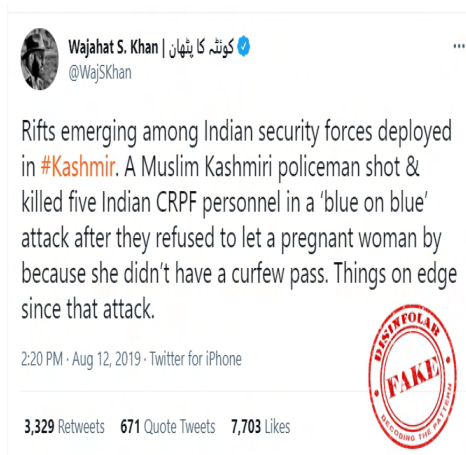 Wajahat S. Khan | کوئٹہ کا پٹھان
@WajSKhan
Rifts emerging among Indian security forces deployed
in #Kashmir. A Muslim Kashmiri policeman shot &
killed five Indian CRPF personnel in a ‘blue on blue’
attack after they refused to let a pregnant woman by
because she didn’t have a curfew pass. Things on edge
since that attack.
2:20 PM · Aug 12, 2019 · Twitter for iPhone
3,329 Retweets 671 Quote Tweets 7,703 Likes
DISINFOLAB
FAKE
DECODING THE PATTERN